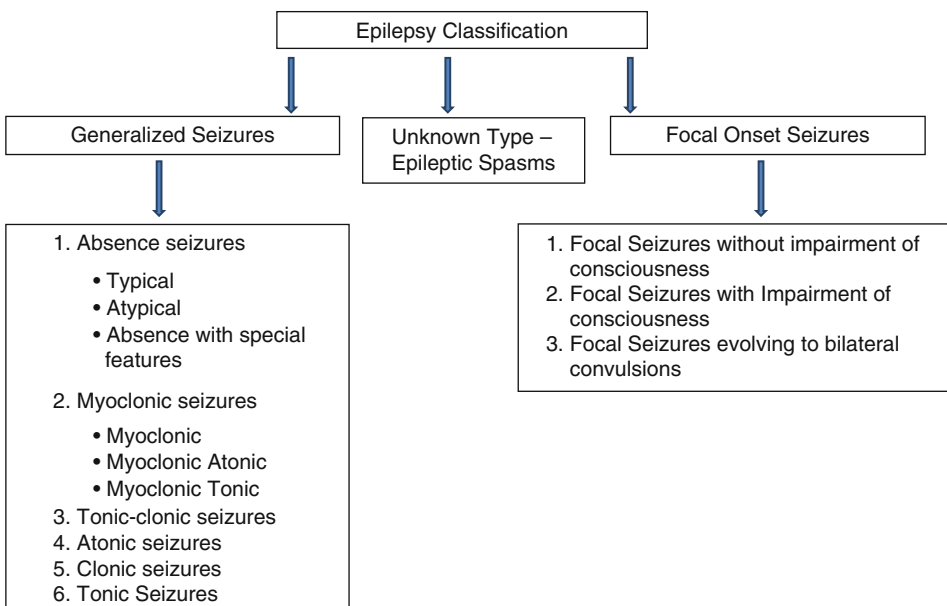 Epilepsy Classification
Generalized Seizures
Unknown Type –
Epileptic Spasms
Focal Onset Seizures
1. Absence seizures
• Typical
• Atypical
• Absence with special
features
2. Myoclonic seizures
• Myoclonic
• Myoclonic Atonic
• Myoclonic Tonic
3. Tonic-clonic seizures
4. Atonic seizures
5. Clonic seizures
6. Tonic Seizures
1. Focal Seizures without impairment of
consciousness
2. Focal Seizures with Impairment of
consciousness
3. Focal Seizures evolving to bilateral
convulsions